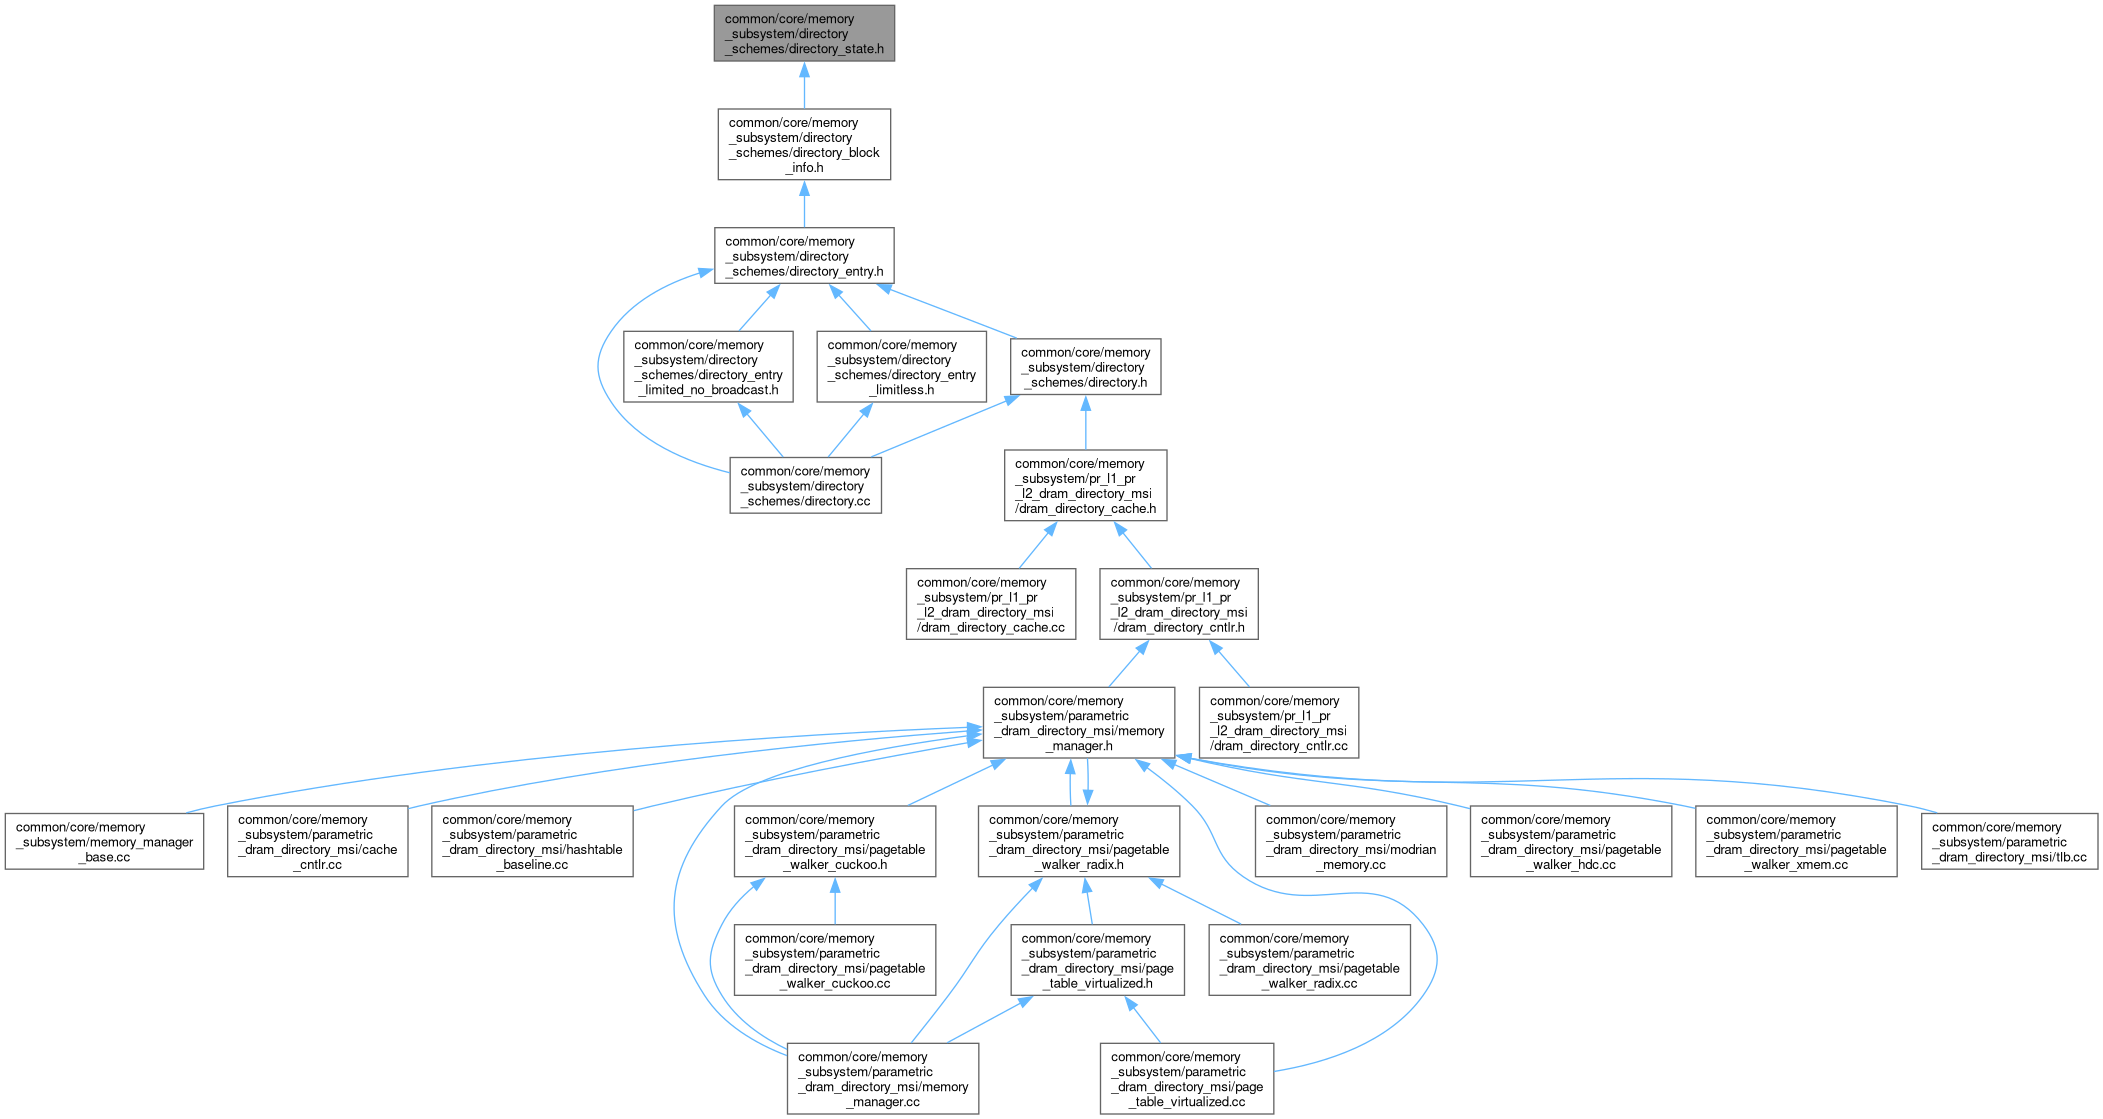 common/core/memory
_subsystem/directory
_schemes/directory_state.h
common/core/memory
_subsystem/directory
_schemes/directory_block
_info.h
common/core/memory
_subsystem/directory
_schemes/directory_entry.h
common/core/memory
_subsystem/directory
_schemes/directory_entry
_limited_no_broadcast.h
common/core/memory
_subsystem/directory
_schemes/directory_entry
_limitless.h
common/core/memory
_subsystem/directory
_schemes/directory.h
common/core/memory
_subsystem/directory
_schemes/directory.cc
common/core/memory
_subsystem/pr_l1_pr
_l2_dram_directory_msi
/dram_directory_cache.h
common/core/memory
_subsystem/pr_l1_pr
_l2_dram_directory_msi
/dram_directory_cache.cc
common/core/memory
_subsystem/pr_l1_pr
_l2_dram_directory_msi
/dram_directory_cntlr.h
common/core/memory
_subsystem/parametric
_dram_directory_msi/memory
_manager.h
common/core/memory
_subsystem/pr_l1_pr
_l2_dram_directory_msi
/dram_directory_cntlr.cc
common/core/memory
_subsystem/memory_manager
_base.cc
common/core/memory
_subsystem/parametric
_dram_directory_msi/cache
_cntlr.cc
common/core/memory
_subsystem/parametric
_dram_directory_msi/hashtable
_baseline.cc
common/core/memory
_subsystem/parametric
_dram_directory_msi/pagetable
_walker_cuckoo.h
common/core/memory
_subsystem/parametric
_dram_directory_msi/pagetable
_walker_radix.h
common/core/memory
_subsystem/parametric
_dram_directory_msi/modrian
_memory.cc
common/core/memory
_subsystem/parametric
_dram_directory_msi/pagetable
_walker_hdc.cc
common/core/memory
_subsystem/parametric
_dram_directory_msi/pagetable
_walker_xmem.cc
common/core/memory
_subsystem/parametric
_dram_directory_msi/tlb.cc
common/core/memory
_subsystem/parametric
_dram_directory_msi/pagetable
_walker_cuckoo.cc
common/core/memory
_subsystem/parametric
_dram_directory_msi/page
_table_virtualized.h
common/core/memory
_subsystem/parametric
_dram_directory_msi/pagetable
_walker_radix.cc
common/core/memory
_subsystem/parametric
_dram_directory_msi/memory
_manager.cc
common/core/memory
_subsystem/parametric
_dram_directory_msi/page
_table_virtualized.cc